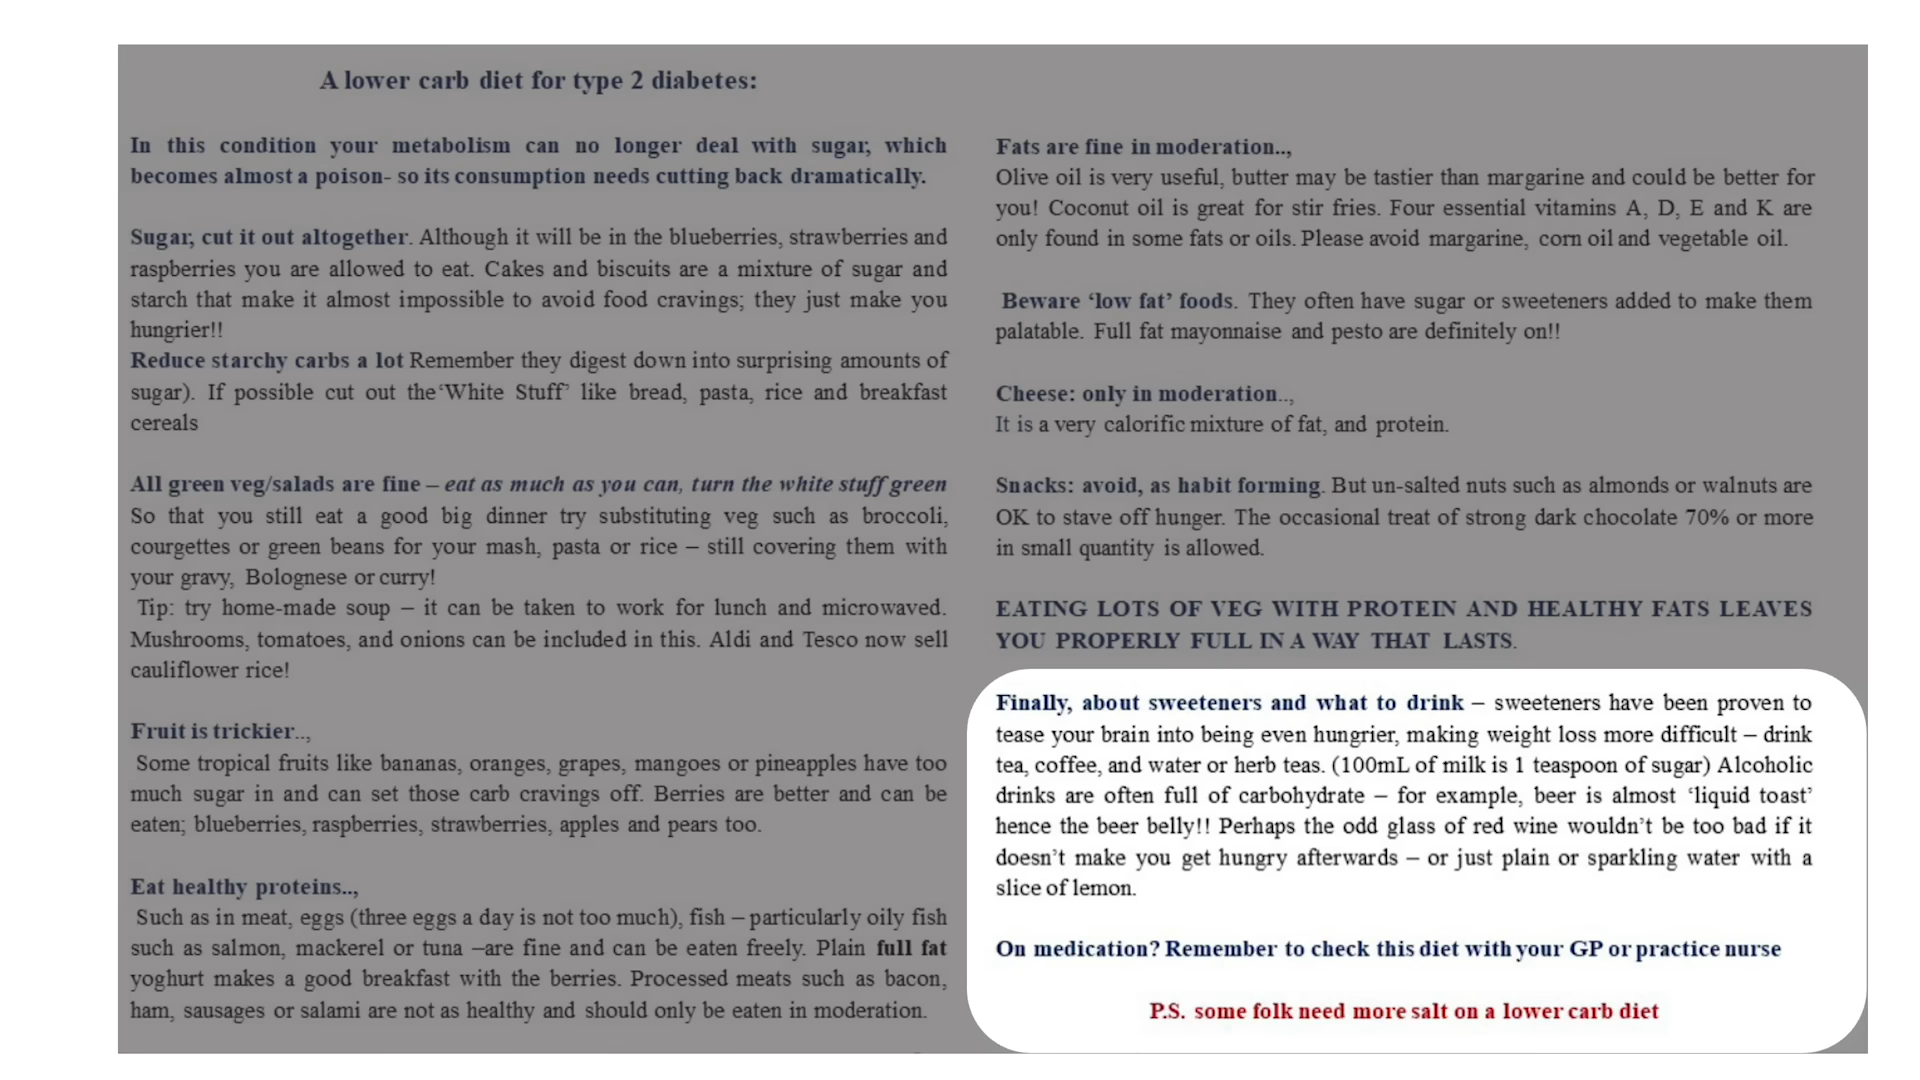 A lower carb diet for type 2 diabetes:
In this condition your metabolism can no longer deal with sugar, which
becomes almost a poison- so its consumption needs cutting back dramatically.
Sugar, cut it out altogether. Although it will be in the blueberries, strawberries and
raspberries you are allowed to eat. Cakes and biscuits are a mixture of sugar and
starch that make it almost impossible to avoid food cravings; they just make you
hungrier!!
Reduce starchy carbs a lot Remember they digest down into surprising amounts of
sugar). If possible cut out the‘White Stuff’ like bread, pasta, rice and breakfast
cereals
All green veg/salads are fine – eat as much as you can, turn the white stuff green
So that you still eat a good big dinner try substituting veg such as broccoli,
courgettes or green beans for your mash, pasta or rice – still covering them with
your gravy, Bolognese or curry!
Tip: try home-made soup – it can be taken to work for lunch and microwaved.
Mushrooms, tomatoes, and onions can be included in this. Aldi and Tesco now sell
cauliflower rice!
Fruit is trickier..,
Some tropical fruits like bananas, oranges, grapes, mangoes or pineapples have too
much sugar in and can set those carb cravings off. Berries are better and can be
eaten; blueberries, raspberries, strawberries, apples and pears too.
Eat healthy proteins..,
Such as in meat, eggs (three eggs a day is not too much), fish – particularly oily fish
such as salmon, mackerel or tuna –are fine and can be eaten freely. Plain full fat
yoghurt makes a good breakfast with the berries. Processed meats such as bacon,
ham, sausages or salami are not as healthy and should only be eaten in moderation.
Fats are fine in moderation..,
Olive oil is very useful, butter may be tastier than margarine and could be better for
you! Coconut oil is great for stir fries. Four essential vitamins A, D, E and K are
only found in some fats or oils. Please avoid margarine, corn oil and vegetable oil.
Beware ‘low fat’ foods. They often have sugar or sweeteners added to make them
palatable. Full fat mayonnaise and pesto are definitely on!!
Cheese: only in moderation..,
It is a very calorific mixture of fat, and protein.
Snacks: avoid, as habit forming. But un-salted nuts such as almonds or walnuts are
OK to stave off hunger. The occasional treat of strong dark chocolate 70% or more
in small quantity is allowed.
EATING LOTS OF VEG WITH PROTEIN AND HEALTHY FATS LEAVES
YOU PROPERLY FULL IN A WAY THAT LASTS.
Finally, about sweeteners and what to drink – sweeteners have been proven to
tease your brain into being even hungrier, making weight loss more difficult – drink
tea, coffee, and water or herb teas. (100mL of milk is 1 teaspoon of sugar) Alcoholic
drinks are often full of carbohydrate – for example, beer is almost ‘liquid toast’
hence the beer belly!! Perhaps the odd glass of red wine wouldn’t be too bad if it
doesn’t make you get hungry afterwards – or just plain or sparkling water with a
slice of lemon.
On medication? Remember to check this diet with your GP or practice nurse
P.S. some folk need more salt on a lower carb diet